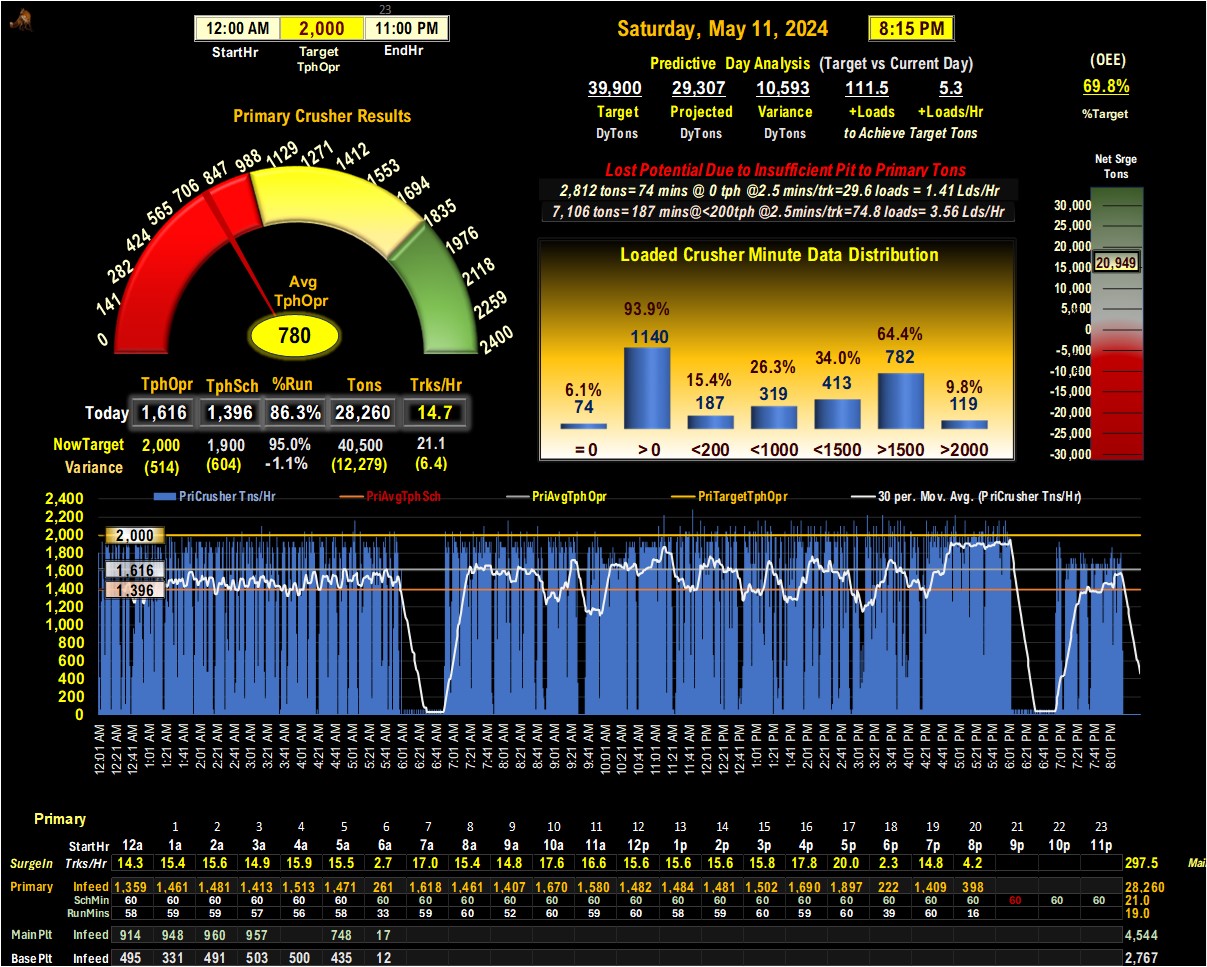 23
12:00 AM 2,000 11:00 PM
StartHr Target TphOpr EndHr
Saturday, May 11, 2024 8:15 PM
Predictive Day Analysis (Target vs Current Day)
39,900 29,307 10,593 111.5 5.3
Target Projected Variance +Loads +Loads/Hr
DyTons DyTons DyTons to Achieve Target Tons
(OEE)
69.8%
%Target
Primary Crusher Results
0 141 282 424 565 706 847 988 1129 1271 1412 1553 1694 1835 1976 2118 2259 2400
Avg
TphOpr
780
TphOpr TphSch %Run Tons Trks/Hr
Today 1,616 1,396 86.3% 28,260 14.7
NowTarget 2,000 1,900 95.0% 40,500 21.1
Variance (514) (604) -1.1% (12,279) (6.4)
Lost Potential Due to Insufficient Pit to Primary Tons
2,812 tons=74 mins @ 0 tph @2.5 mins/trk=29.6 loads = 1.41 Lds/Hr
7,106 tons= 187 mins@<200tph @2.5mins/trk=74.8 loads= 3.56 Lds/Hr
Loaded Crusher Minute Data Distribution
6.1% 93.9% 15.4% 26.3% 34.0% 64.4% 9.8%
74 1140 187 319 413 782 119
= 0 > 0 <200 <1000 <1500 >1500 >2000
Net Srge
Tons
30,000
25,000
20,000
20,949
15,000
10,000
5,000
0
-5,000
-10,000
-15,000
-20,000
-25,000
-30,000
PriCrusher Tns/Hr PriAvgTphSch PriAvgTphOpr PriTargetTphOpr 30 per. Mov. Avg. (PriCrusher Tns/Hr)
2,400
2,200
2,000
1,800
1,600
1,400
1,200
1,000
800
600
400
200
0
2,000
1,616
1,396
12:01 AM 12:21 AM 12:41 AM 1:01 AM 1:21 AM 1:41 AM 2:01 AM 2:21 AM 2:41 AM 3:01 AM 3:21 AM 3:41 AM 4:01 AM 4:21 AM 4:41 AM 5:01 AM 5:21 AM 5:41 AM 6:01 AM 6:21 AM 6:41 AM 7:01 AM 7:21 AM 7:41 AM 8:01 AM 8:21 AM 8:41 AM 9:01 AM 9:21 AM 9:41 AM 10:01 AM 10:21 AM 10:41 AM 11:01 AM 11:21 AM 11:41 AM 12:01 PM 12:21 PM 12:41 PM 1:01 PM 1:21 PM 1:41 PM 2:01 PM 2:21 PM 2:41 PM 3:01 PM 3:21 PM 3:41 PM 4:01 PM 4:21 PM 4:41 PM 5:01 PM 5:21 PM 5:41 PM 6:01 PM 6:21 PM 6:41 PM 7:01 PM 7:21 PM 7:41 PM 8:01 PM
Primary 1 2 3 4 5 6 7 8 9 10 11 12 13 14 15 16 17 18 19 20 21 22 23
StartHr 12a 1a 2a 3a 4a 5a 6a 7a 8a 9a 10a 11a 12p 1p 2p 3p 4p 5p 6p 7p 8p 9p 10p 11p
SurgeIn Trks/Hr 14.3 15.4 15.6 14.9 15.9 15.5 2.7 17.0 15.4 14.8 17.6 16.6 15.6 15.6 15.6 15.8 17.8 20.0 2.3 14.8 4.2 297.5 Mai
Primary Infeed 1,359 1,461 1,481 1,413 1,513 1,471 261 1,618 1,461 1,407 1,670 1,580 1,482 1,484 1,481 1,502 1,690 1,897 222 1,409 398 28,260
SchMin 60 60 60 60 60 60 60 60 60 60 60 60 60 60 60 60 60 60 60 60 60 60 60 60 21.0
RunMins 58 59 59 57 56 58 33 59 60 52 60 59 60 58 59 60 59 60 39 60 16 19.0
MainPlt Infeed 914 948 960 957 748 17 4,544
BasePlt Infeed 495 331 491 503 500 435 12 2,767